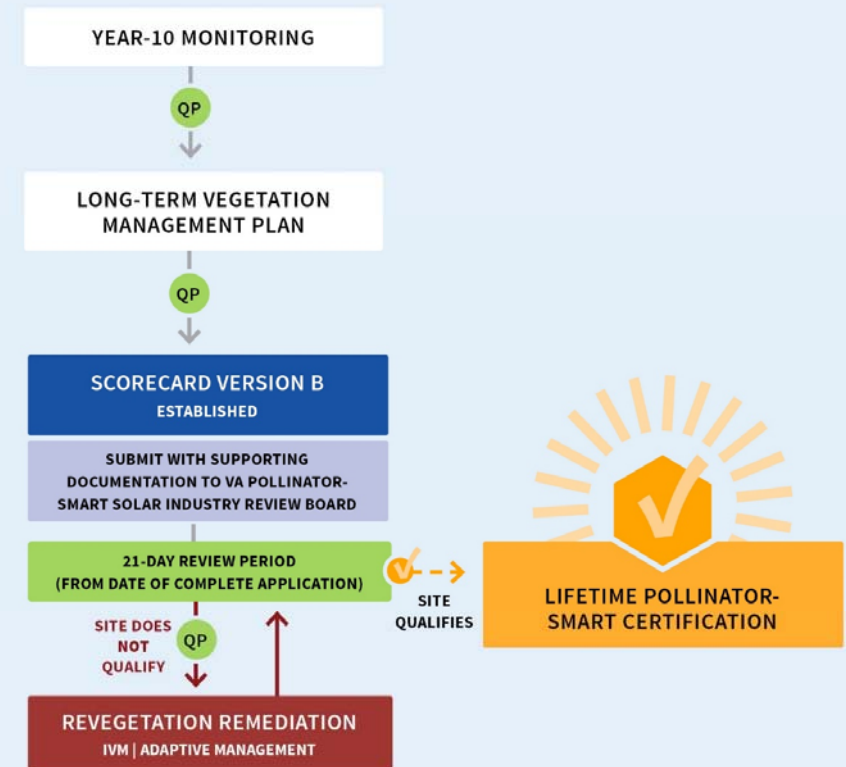 YEAR-10 MONITORING
QP
LONG-TERM VEGETATION
MANAGEMENT PLAN
QP
SCORECARD VERSION B
ESTABLISHED
SUBMIT WITH SUPPORTING
DOCUMENTATION TO VA POLLINATOR-
SMART SOLAR INDUSTRY REVIEW BOARD
21-DAY REVIEW PERIOD
(FROM DATE OF COMPLETE APPLICATION)
SITE
QUALIFIES
LIFETIME POLLINATOR-
SMART CERTIFICATION
SITE DOES
NOT
QUALIFY
QP
REVEGETATION REMEDIATION
IVM | ADAPTIVE MANAGEMENT